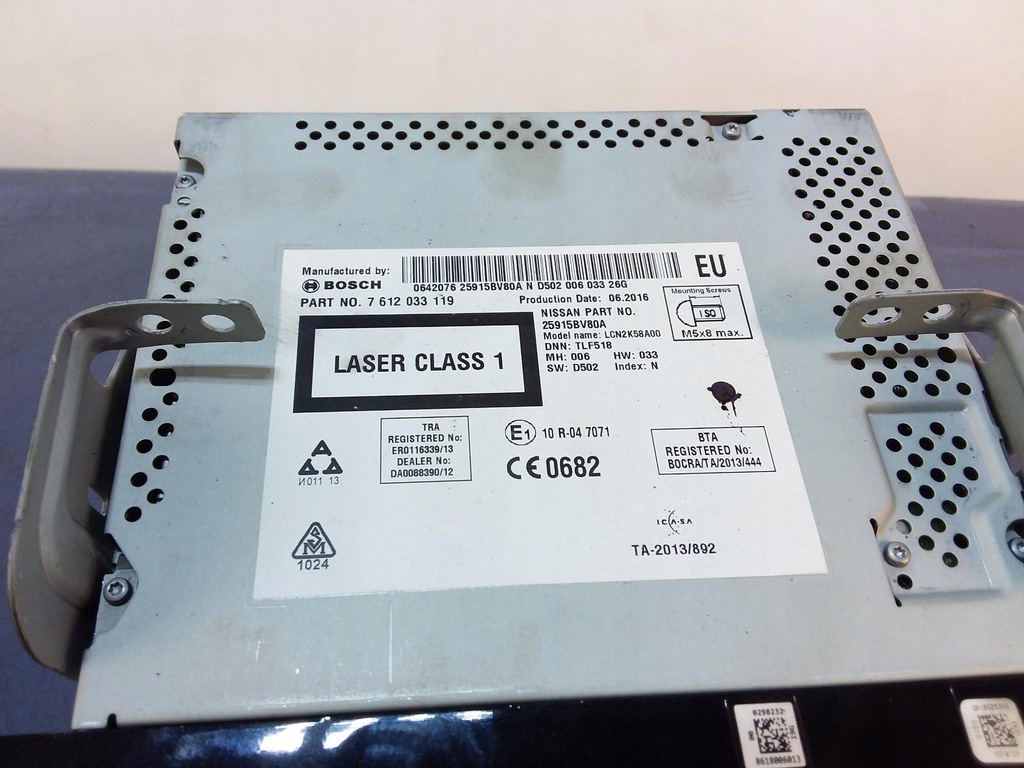 Manufactured by:
BOSCH
0642076 25915BV80A N D502 006 033 26G
EU
PART NO. 7 612 033 119
Production Date: 06.2016
NISSAN PART NO.
25915BV80A
Model name: LCN2K58A00
DNN: TLF518
MH: 006 HW: 033
SW: D502 Index: N
Mounting Screws
ISO
M5x8 max.
LASER CLASS 1
TRA
REGISTERED No:
ER0116339/13
DEALER No:
DA0088390/12
E1 10 R-04 7071
CE0682
BTA
REGISTERED No:
BOCRA/TA/2013/444
И011 13
SM
1024
ICASA
TA-2013/892
0298232
8618006013